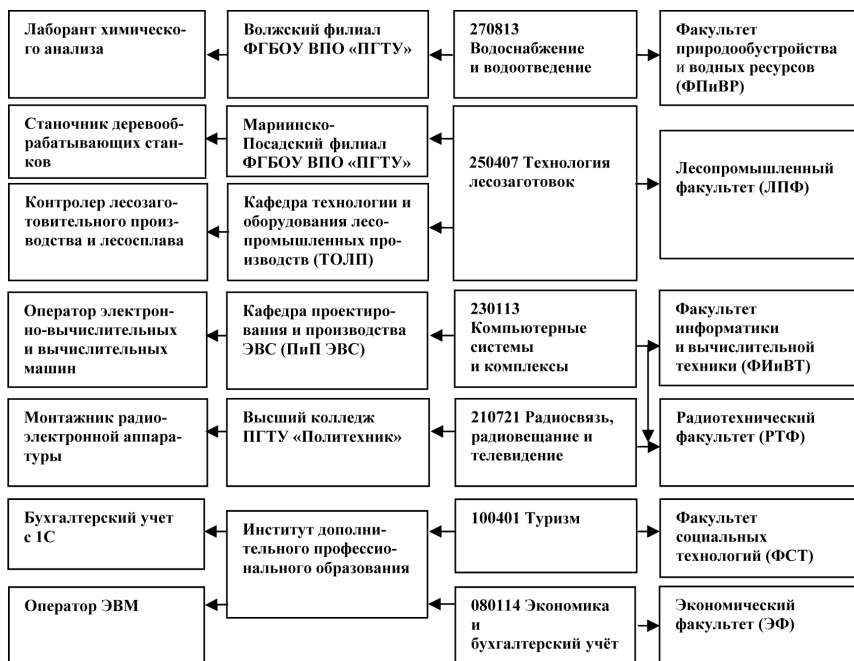 Лаборант химическо-
го анализа
Волжский филиал
ФГБОУ ВПО «ПГТУ»
270813
Водоснабжение
и водоотведение
Факультет
природообустройства
и водных ресурсов
(ФПиВР)
Станочник деревооб-
рабатывающих стан-
ков
Мариинско-
Посадский филиал
ФГБОУ ВПО «ПГТУ»
250407 Технология
лесозаготовок
Лесопромышленный
факультет (ЛПФ)
Контролер лесозаго-
товительного произ-
водства и лесосплава
Кафедра технологии и
оборудования лесо-
промышленных про-
изводств (ТОЛП)
Оператор электрон-
но-вычислительных
и вычислительных
машин
Кафедра проектиро-
вания и производства
ЭВС (ПиП ЭВС)
230113
Компьютерные
системы
и комплексы
Факультет
информатики
и вычислительной
техники (ФИиВТ)
Монтажник радио-
электронной аппара-
туры
Высший колледж
ПГТУ «Политехник»
210721 Радиосвязь,
радиовещание и
телевидение
Радиотехнический
факультет (РТФ)
Бухгалтерский учет
с 1С
Институт дополни-
тельного профессио-
нального образования
100401 Туризм
Факультет
социальных
технологий (ФСТ)
Оператор ЭВМ
080114 Экономика
и
бухгалтерский учёт
Экономический
факультет (ЭФ)